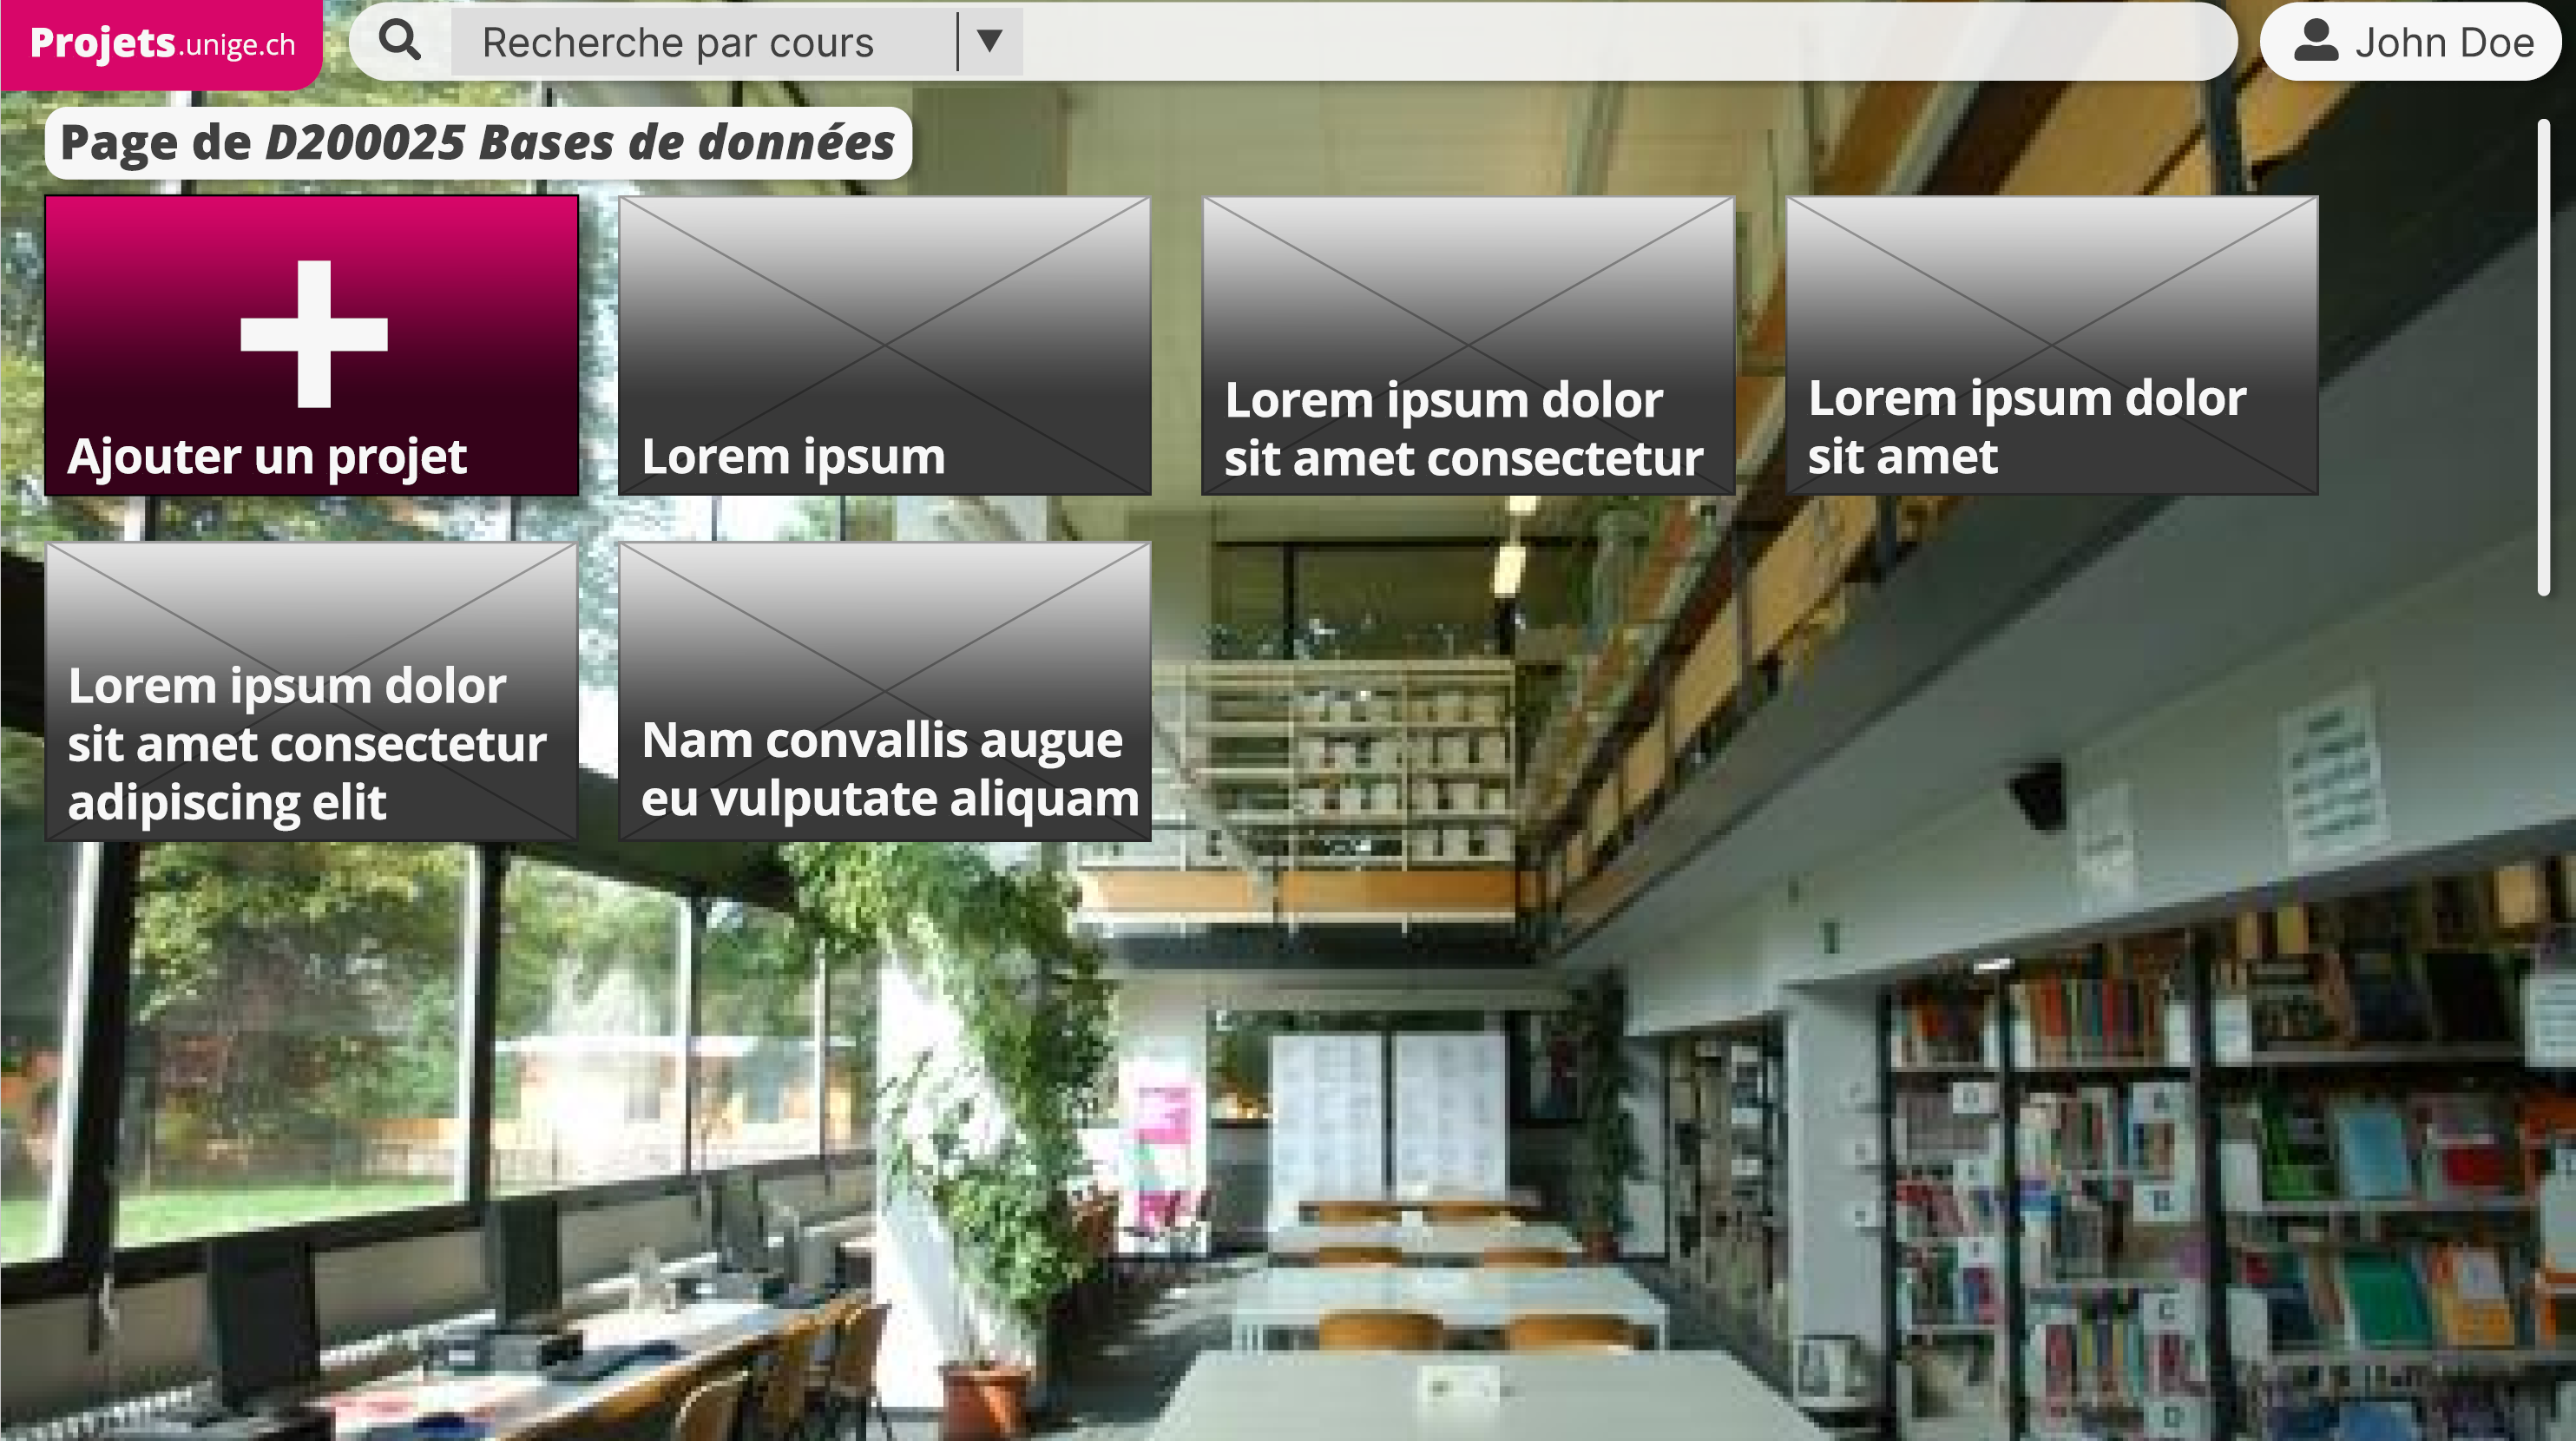 Projets.unige.ch
Recherche par cours
John Doe
Page de D200025 Bases de données
Ajouter un projet
Lorem ipsum
Lorem ipsum dolor
sit amet consectetur
Lorem ipsum dolor
sit amet
Lorem ipsum dolor
sit amet consectetur
adipiscing elit
Nam convallis augue
eu vulputate aliquam